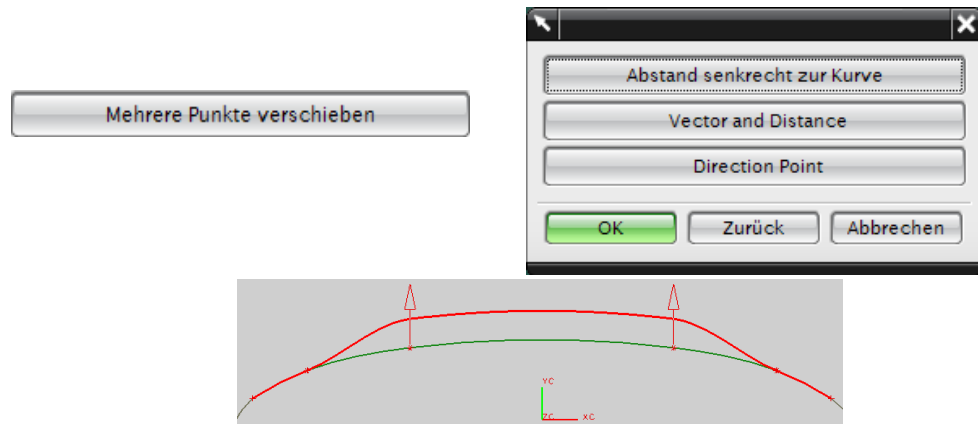 Mehrere Punkte verschieben
Abstand senkrecht zur Kurve
Vector and Distance
Direction Point
OK Zurück Abbrechen
YC
ZC XC